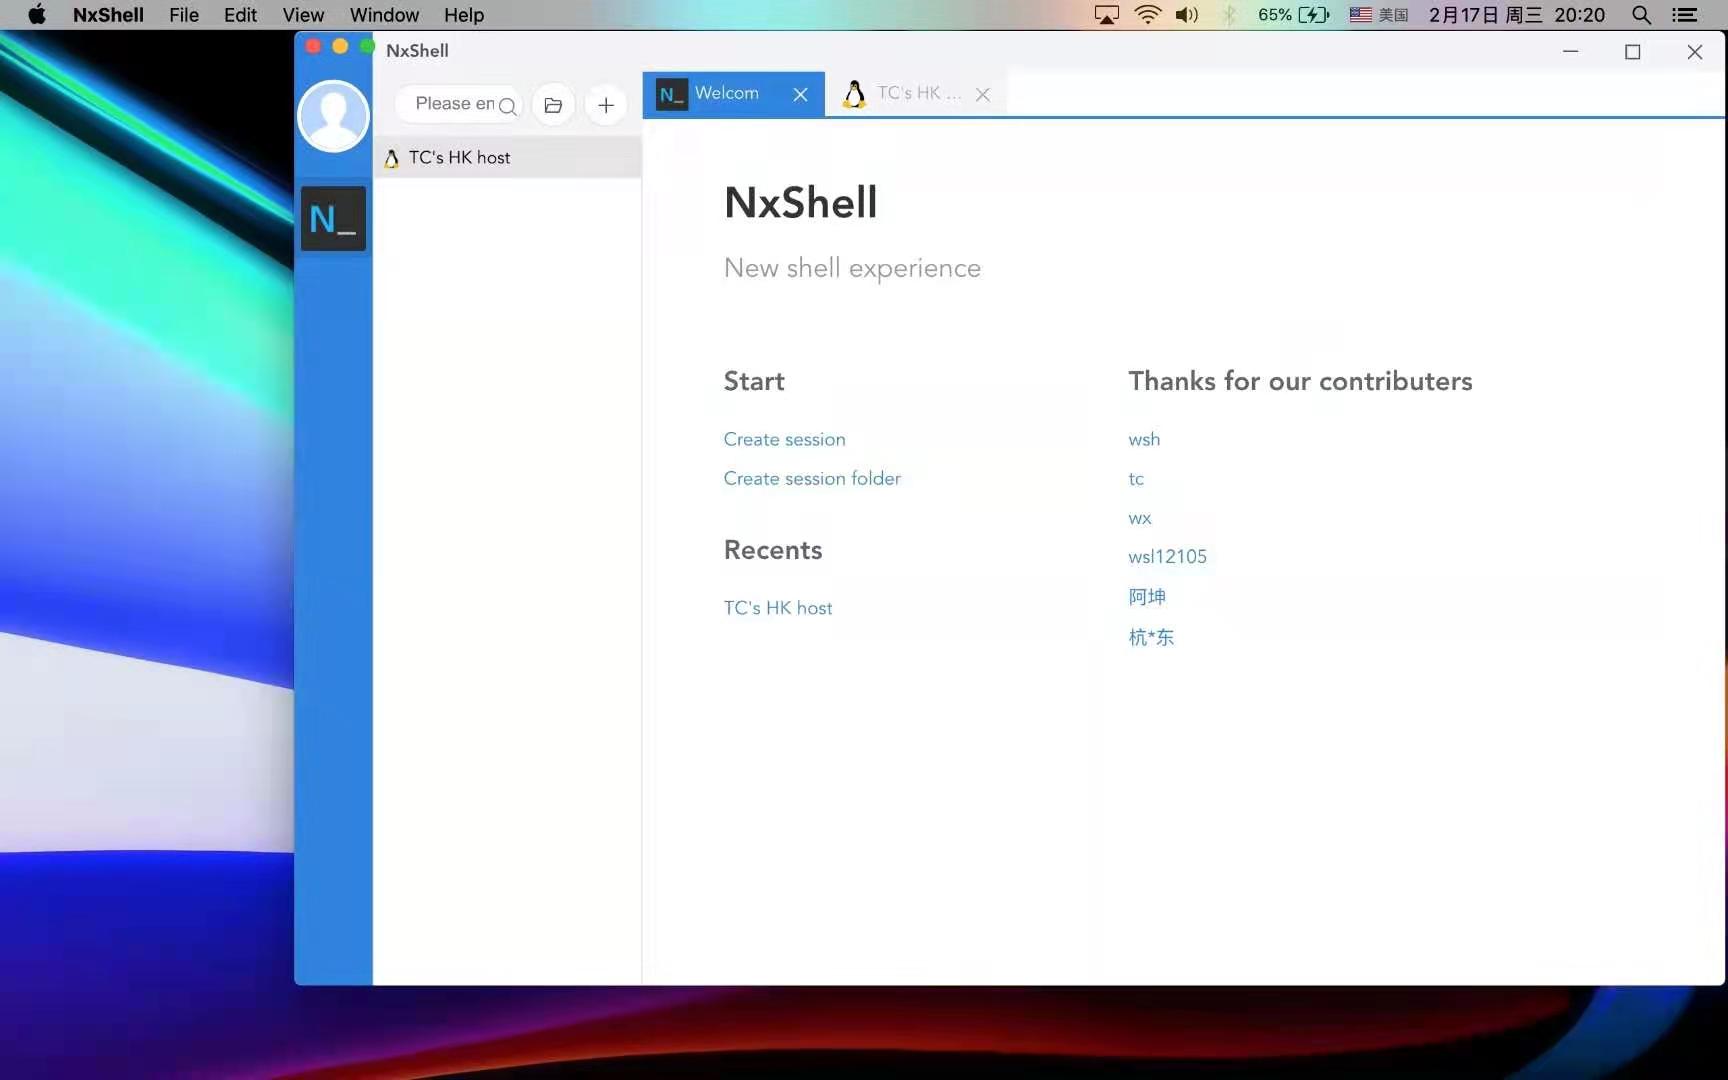 NxShell File Edit View Window Help 65% 美国 2月17日 周三 20:20
NxShell
Please en
N_ Welcom TC's HK ...
TC's HK host
N_
NxShell
New shell experience
Start
Create session
Create session folder
Recents
TC's HK host
Thanks for our contributers
wsh
tc
wx
wsl12105
阿坤
杭*东